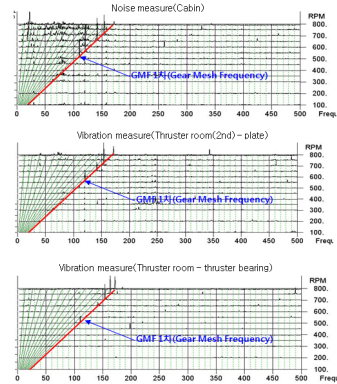 Noise measure(Cabin)
RPM
800.
700.
600.
500.
400.
300.
200.
100.
GMF 1차(Gear Mesh Frequency)
0 50 100 150 200 250 300 350 400 450 500 Frequ.
Vibration measure(Thruster room(2nd) - plate)
RPM
800.
700.
600.
500.
400.
300.
200.
100.
GMF 1차(Gear Mesh Frequency)
0 50 100 150 200 250 300 350 400 450 500 Frequ.
Vibration measure(Thruster room - thruster bearing)
RPM
800.
700.
600.
500.
400.
300.
200.
100.
GMF 1차(Gear Mesh Frequency)
0 50 100 150 200 250 300 350 400 450 500 Frequ.